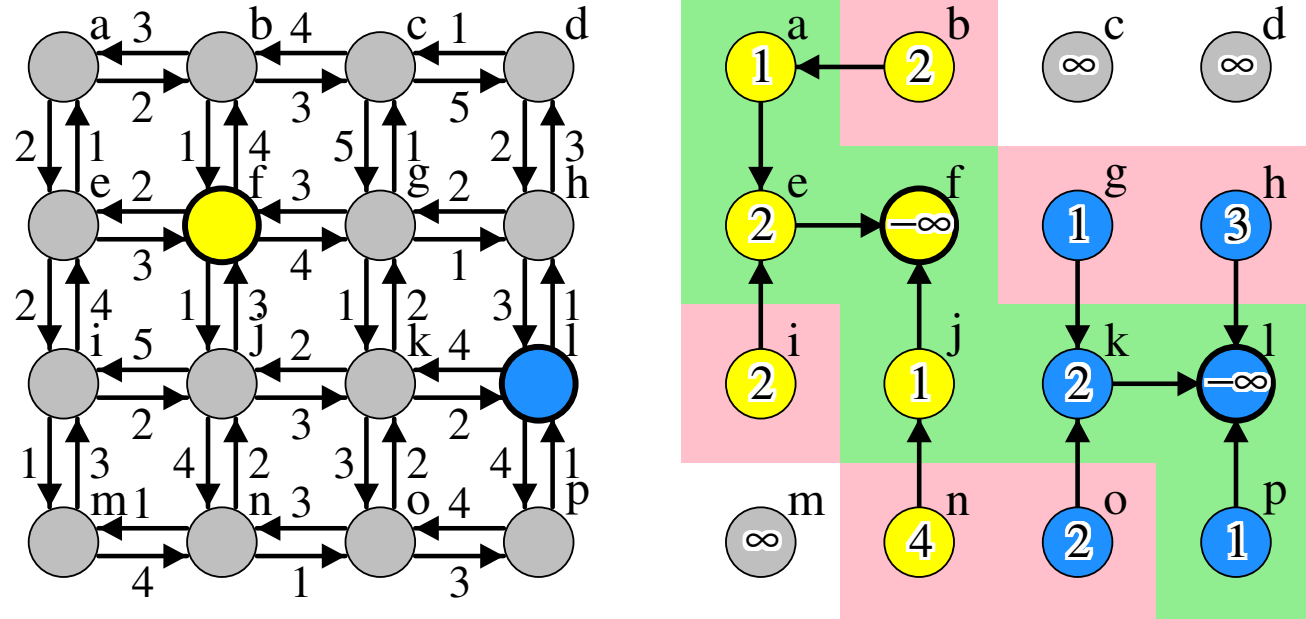 a 3 b 4 c 1 d
2 3 5
2 1 1 4 5 1 2 3
e 2 f 3 g 2 h
3 4 1
2 4 1 3 1 2 3 1
i 5 j 2 k 4 l
2 3 2
1 3 4 2 3 2 4 1
m 1 n 3 o 4 p
4 1 3
a b c d
1 2 ∞ ∞
e f g h
2 −∞ 1 3
i j k l
2 1 2 −∞
m n o p
∞ 4 2 1